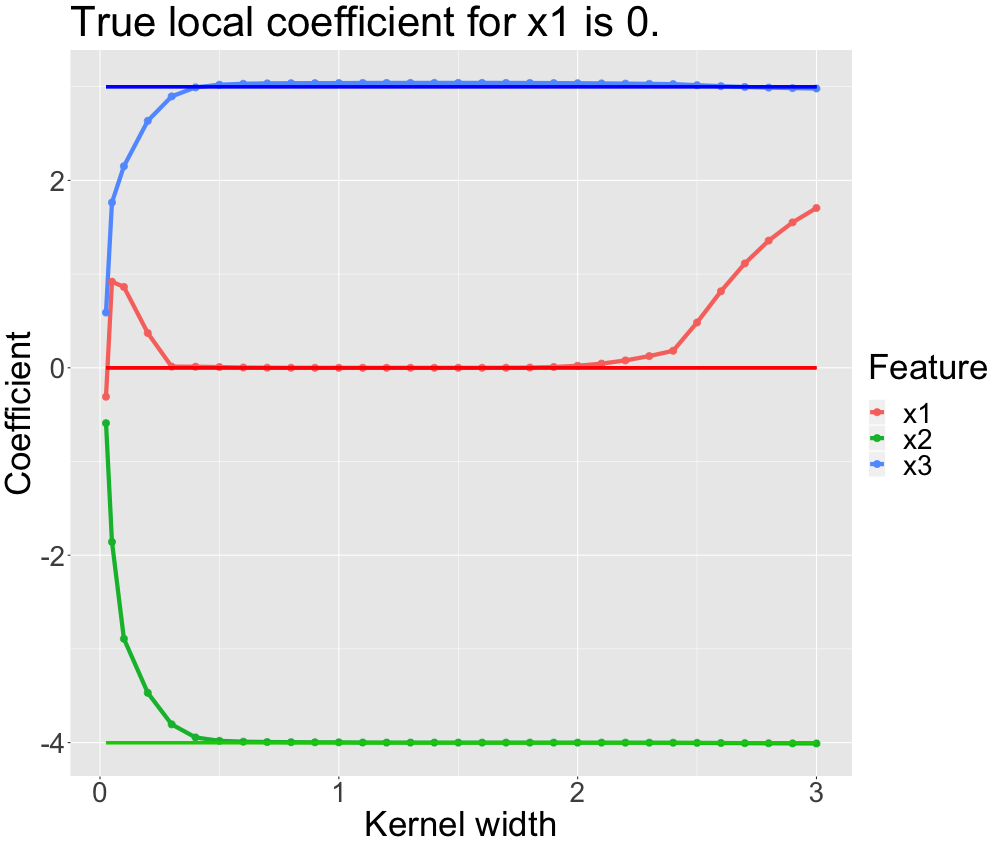 True local coefficient for x1 is 0.
2
0
-2
-4
Coefficient
0 1 2 3
Kernel width
Feature
x1
x2
x3